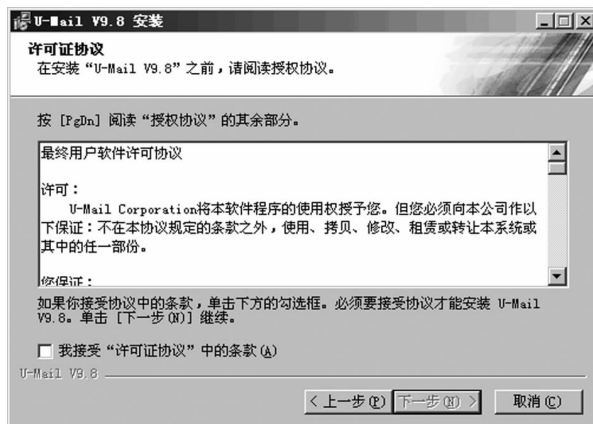 U-Mail V9.8 安装
许可证协议
在安装“U-Mail V9.8”之前，请阅读授权协议。
按 [PgDn] 阅读“授权协议”的其余部分。
最终用户软件许可协议
许可：
U-Mail Corporation将本软件程序的使用权授予您。但您必须向本公司作以
下保证：不在本协议规定的条款之外，使用、拷贝、修改、租赁或转让本系统或
其中的任一部份。
您保证：
如果你接受协议中的条款，单击下方的勾选框。必须要接受协议才能安装 U-Mail
V9.8。单击 [下一步(N)] 继续。
我接受“许可证协议”中的条款(A)
U-Mail V9.8
< 上一步(P) 下一步(N) > 取消(C)